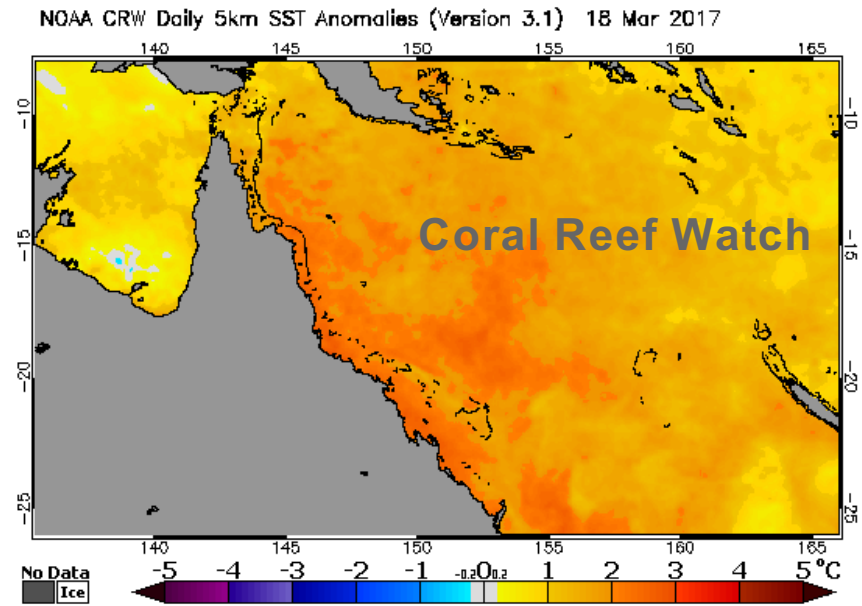 NOAA CRW Daily 5km SST Anomalies (Version 3.1) 18 Mar 2017
140 145 150 155 160 165
-10 -10
Coral Reef Watch
-15 -15
-20 -20
-25 -25
140 145 150 155 160 165
No Data -5 -4 -3 -2 -1 -0.2 0 0.2 1 2 3 4 5 °C
Ice